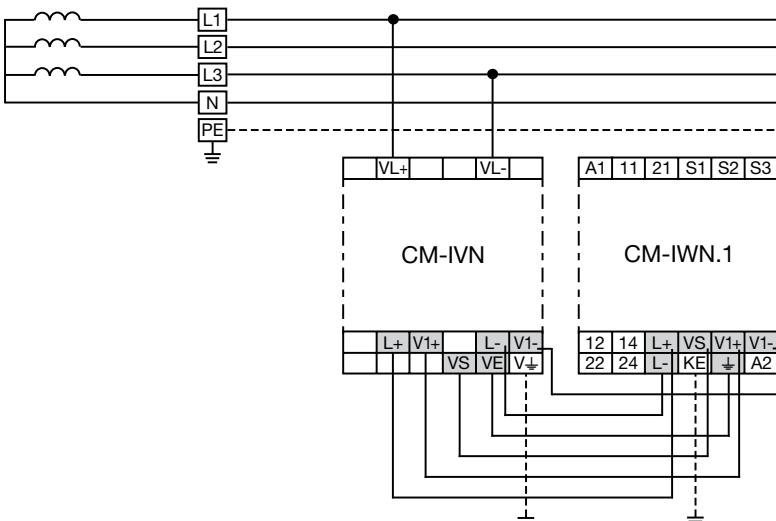 L1
L2
L3
N
PE
VL+ VL-
A1 11 21 S1 S2 S3
CM-IVN
CM-IWN.1
L+ V1+ L- V1-
VS VE V⏚
12 14 L+ VS V1+ V1-
22 24 L- KE ⏚ A2